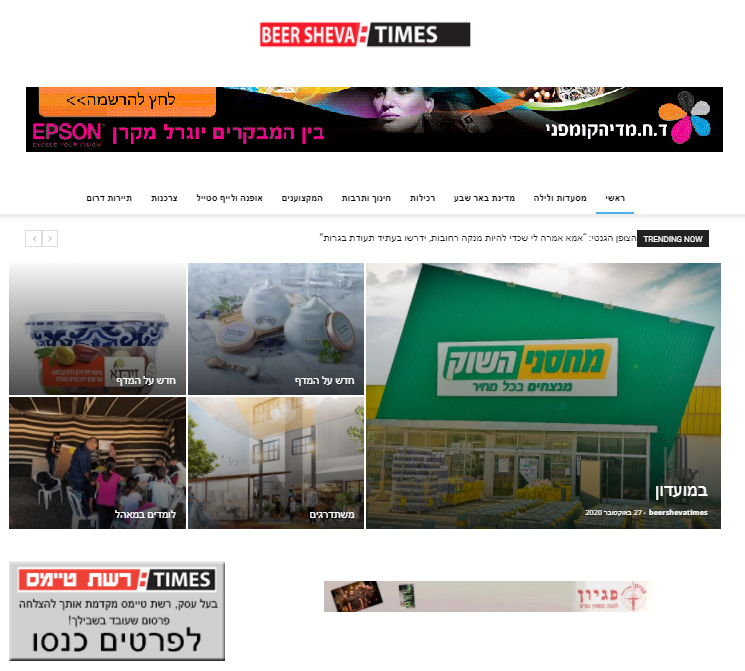 BEER SHEVA: TIMES
לחץ להרשמה>>
EPSON
EXCEED YOUR VISION
בין המבקרים יוגרל מקרן
ד.ח.מדיהקומפני
ראשי
מסעדות ולילה
מדינת באר שבע
רכילות
חינוך ותרבות
המקצוענים
אופנה ולייף סטייל
צרכנות
תיירות דרום
TRENDING NOW
הצופן הגנטי: "אמא אמרה לי שכדי להיות מנקה רחובות, ידרשו בעתיד תעודת בגרות"
מחסני השוק
מנצחים בכל מחיר
במועדון
beershevatimes - 27 באוקטובר 2020
חדש על המדף
חדש על המדף
משתדרגים
לומדים במאהל
רשת טיימס: TIMES
בעל עסק, רשת טיימס מקדמת אותך להצלחה
פרסום שעובד בשבילך!
לפרטים כנסו
פגיון